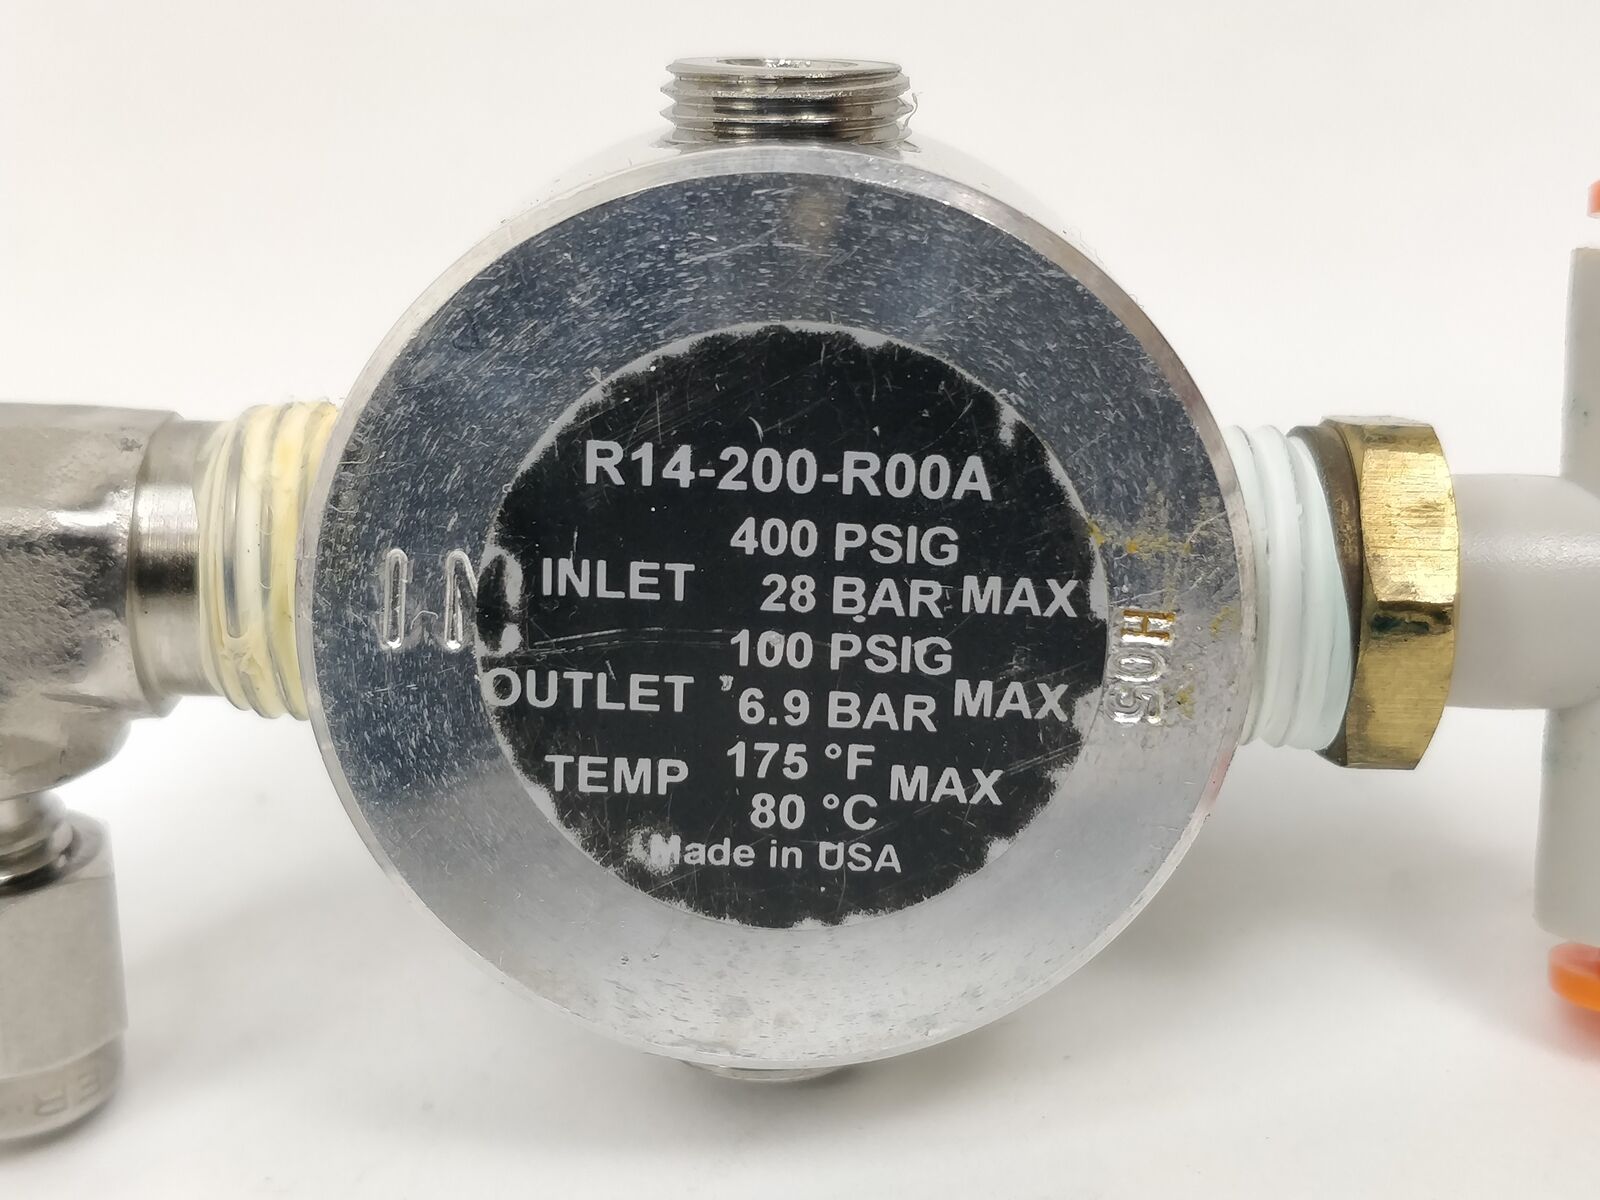 R14-200-R00A
400 PSIG
INLET 28 BAR MAX
100 PSIG
OUTLET 6.9 BAR MAX
175 °F
TEMP MAX
80 °C
Made in USA
IN
H05